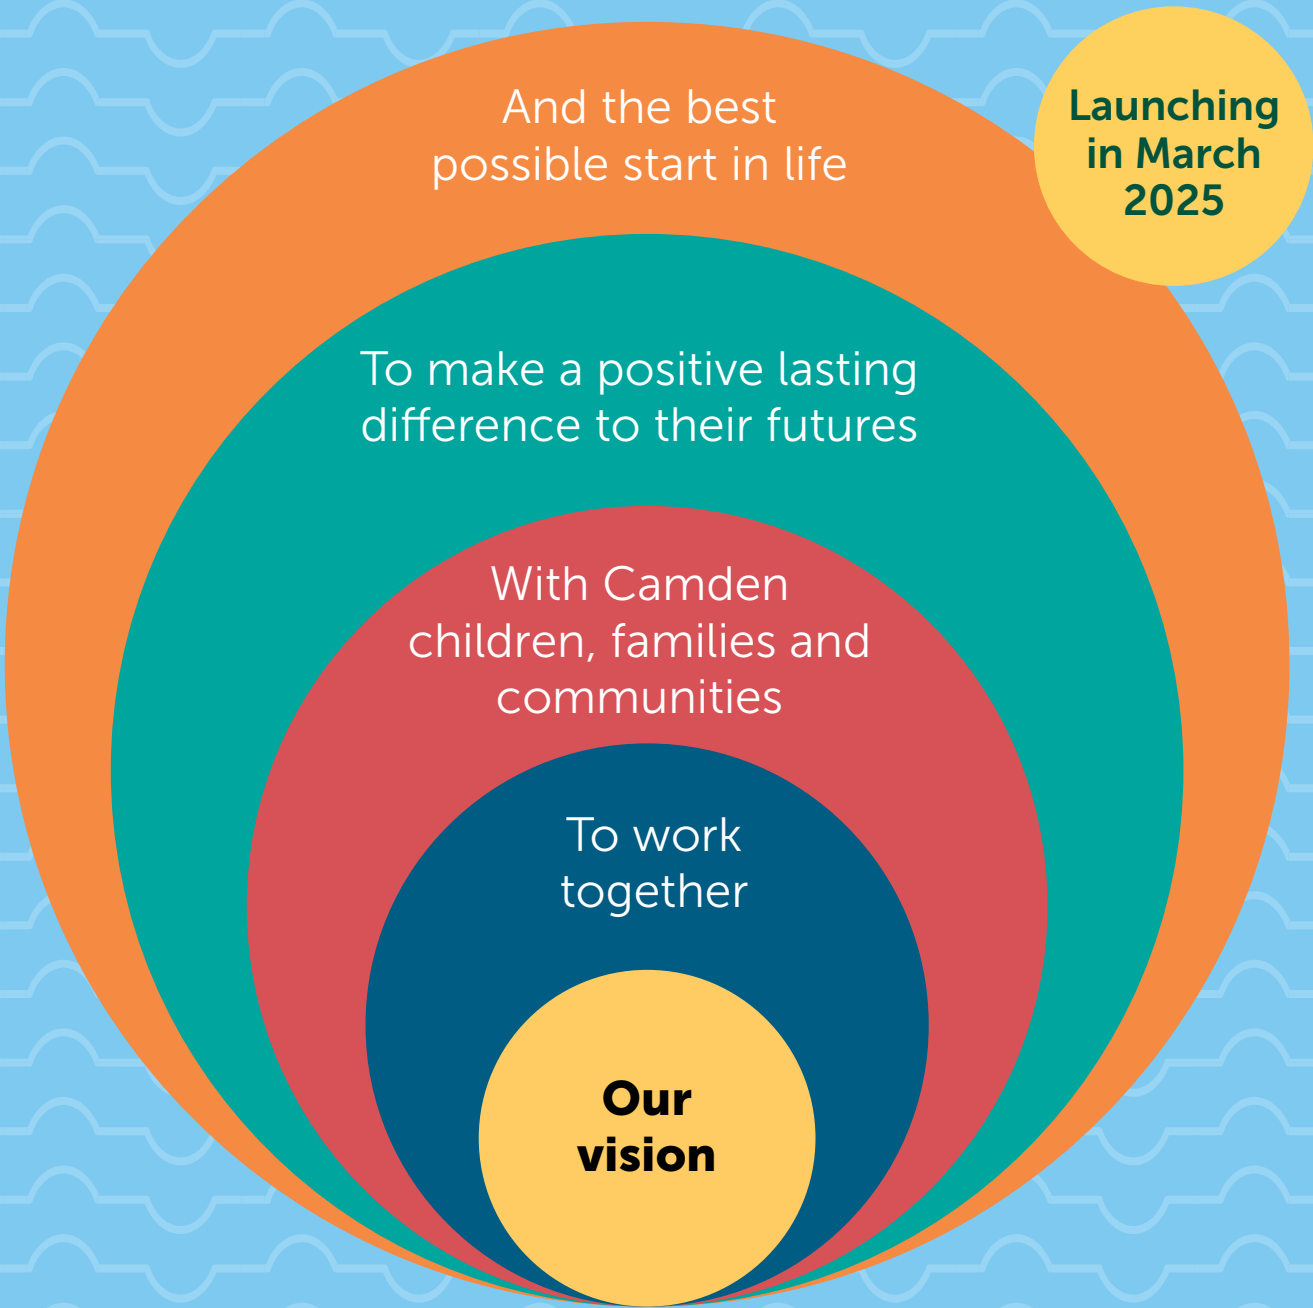 And the best
possible start in life
Launching
in March
2025
To make a positive lasting
difference to their futures
With Camden
children, families and
communities
To work
together
Our
vision